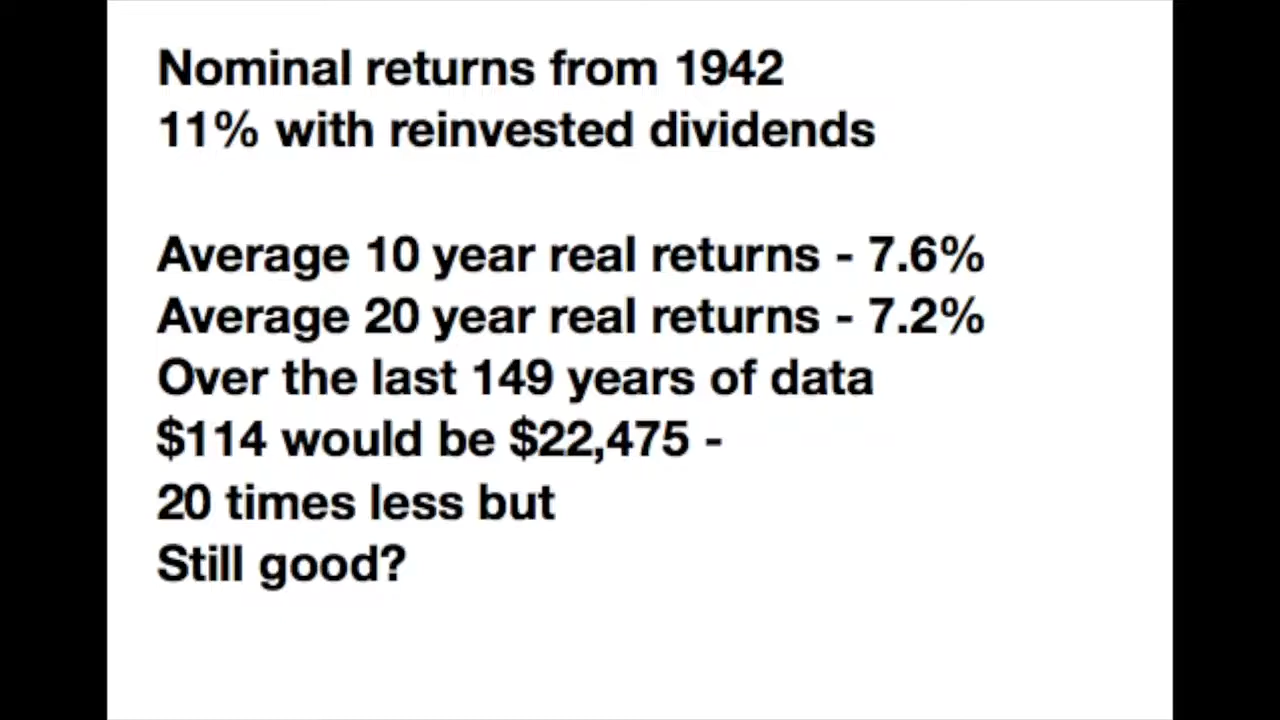 Nominal returns from 1942
11% with reinvested dividends
Average 10 year real returns - 7.6%
Average 20 year real returns - 7.2%
Over the last 149 years of data
$114 would be $22,475 -
20 times less but
Still good?